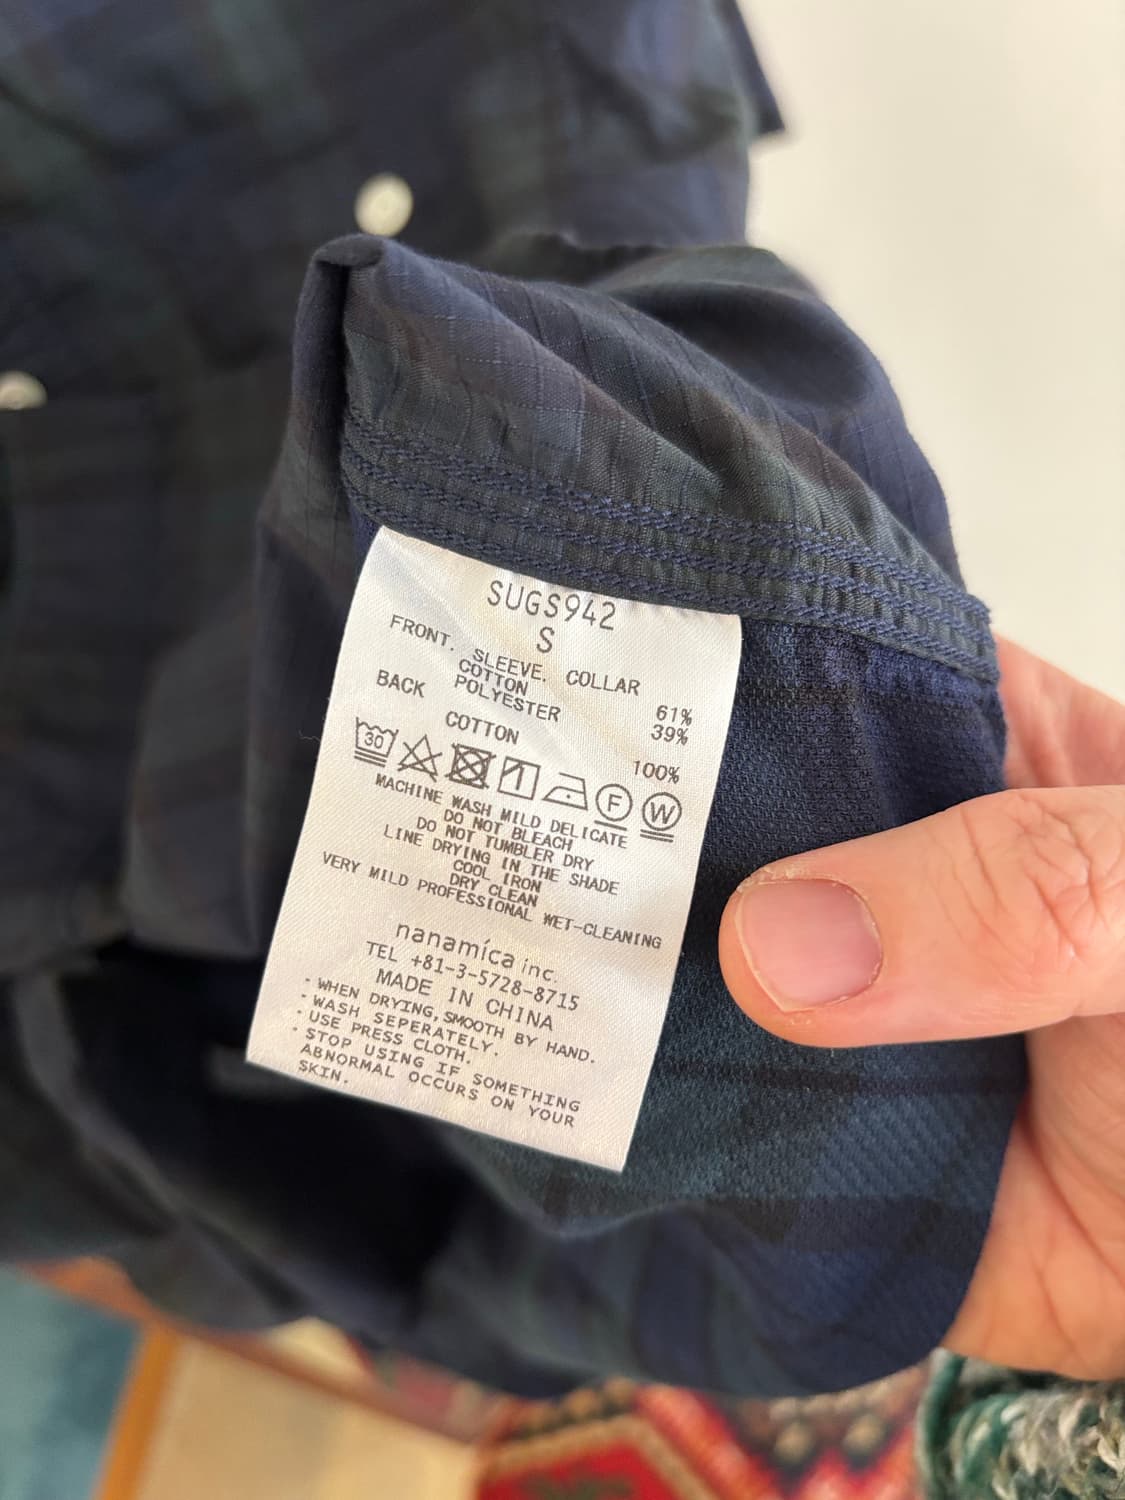 SUGS942
S
FRONT. SLEEVE. COLLAR
COTTON 61%
POLYESTER 39%
BACK
COTTON 100%
30 F W
MACHINE WASH MILD DELICATE
DO NOT BLEACH
DO NOT TUMBLER DRY
LINE DRYING IN THE SHADE
COOL IRON
DRY CLEAN
VERY MILD PROFESSIONAL WET-CLEANING
nanamica inc.
TEL +81-3-5728-8715
MADE IN CHINA
・WHEN DRYING, SMOOTH BY HAND.
・WASH SEPERATELY.
・USE PRESS CLOTH.
・STOP USING IF SOMETHING
ABNORMAL OCCURS ON YOUR
SKIN.